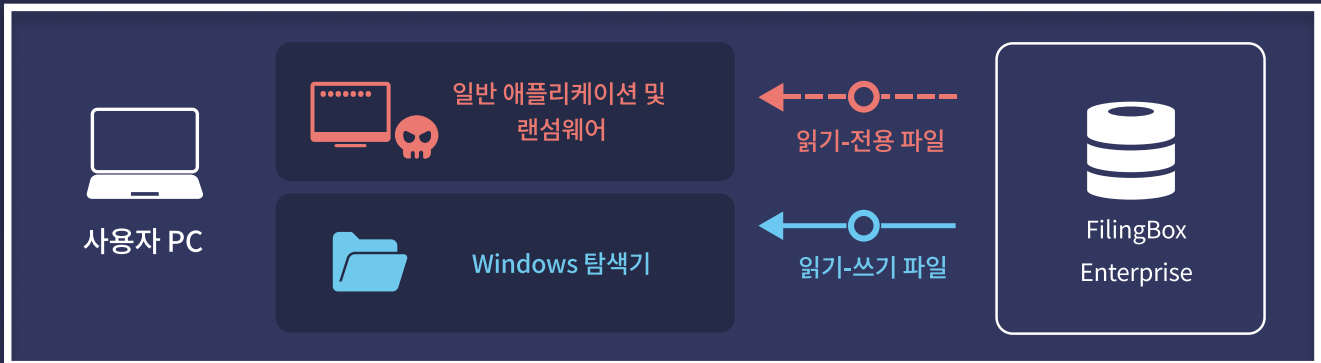 사용자 PC
일반 애플리케이션 및
랜섬웨어
Windows 탐색기
읽기-전용 파일
읽기-쓰기 파일
FilingBox
Enterprise